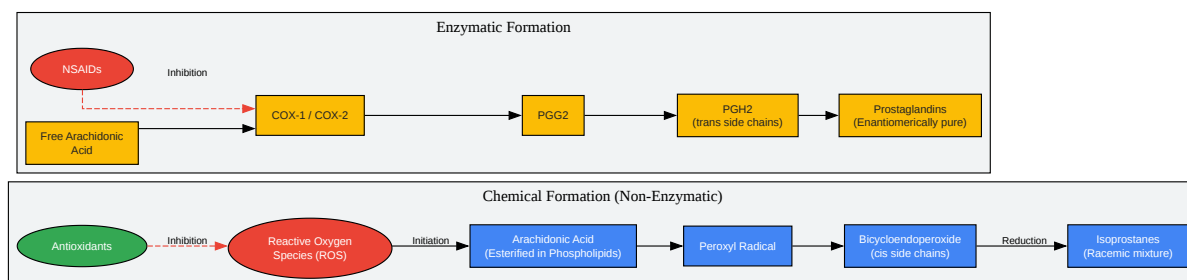 Enzymatic Formation
NSAIDs
Inhibition
COX-1 / COX-2
PGG2
PGH2
(trans side chains)
Prostaglandins
(Enantiomerically pure)
Free Arachidonic
Acid
Chemical Formation (Non-Enzymatic)
Antioxidants
Inhibition
Reactive Oxygen
Species (ROS)
Initiation
Arachidonic Acid
(Esterified in Phospholipids)
Peroxyl Radical
Bicycloendoperoxide
(cis side chains)
Reduction
Isoprostanes
(Racemic mixture)